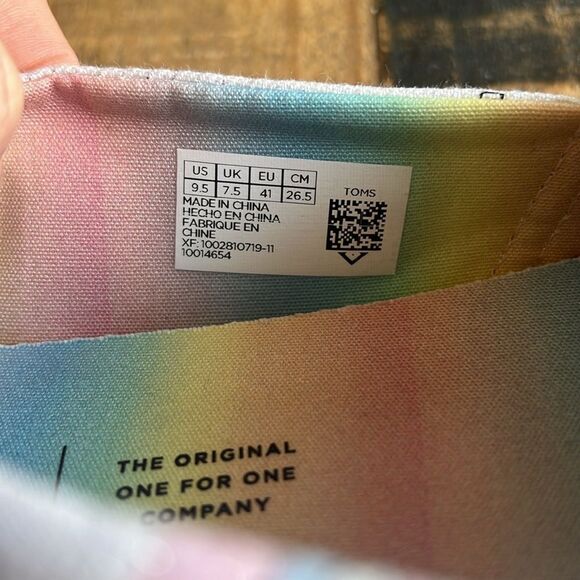 US UK EU CM
9.5 7.5 41 26.5
MADE IN CHINA
HECHO EN CHINA
FABRIQUE EN
CHINE
XF: 1002810719-11
10014654
TOMS
THE ORIGINAL
ONE FOR ONE
COMPANY